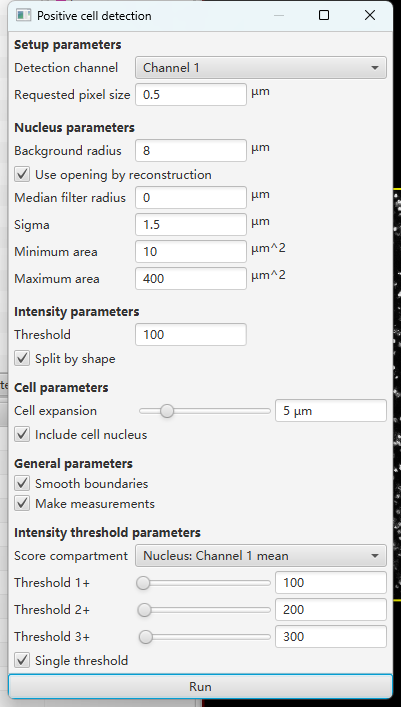 Positive cell detection
Setup parameters
Detection channel Channel 1
Requested pixel size 0.5 µm
Nucleus parameters
Background radius 8 µm
Use opening by reconstruction
Median filter radius 0 µm
Sigma 1.5 µm
Minimum area 10 µm^2
Maximum area 400 µm^2
Intensity parameters
Threshold 100
Split by shape
Cell parameters
Cell expansion 5 µm
Include cell nucleus
General parameters
Smooth boundaries
Make measurements
Intensity threshold parameters
Score compartment Nucleus: Channel 1 mean
Threshold 1+ 100
Threshold 2+ 200
Threshold 3+ 300
Single threshold
Run